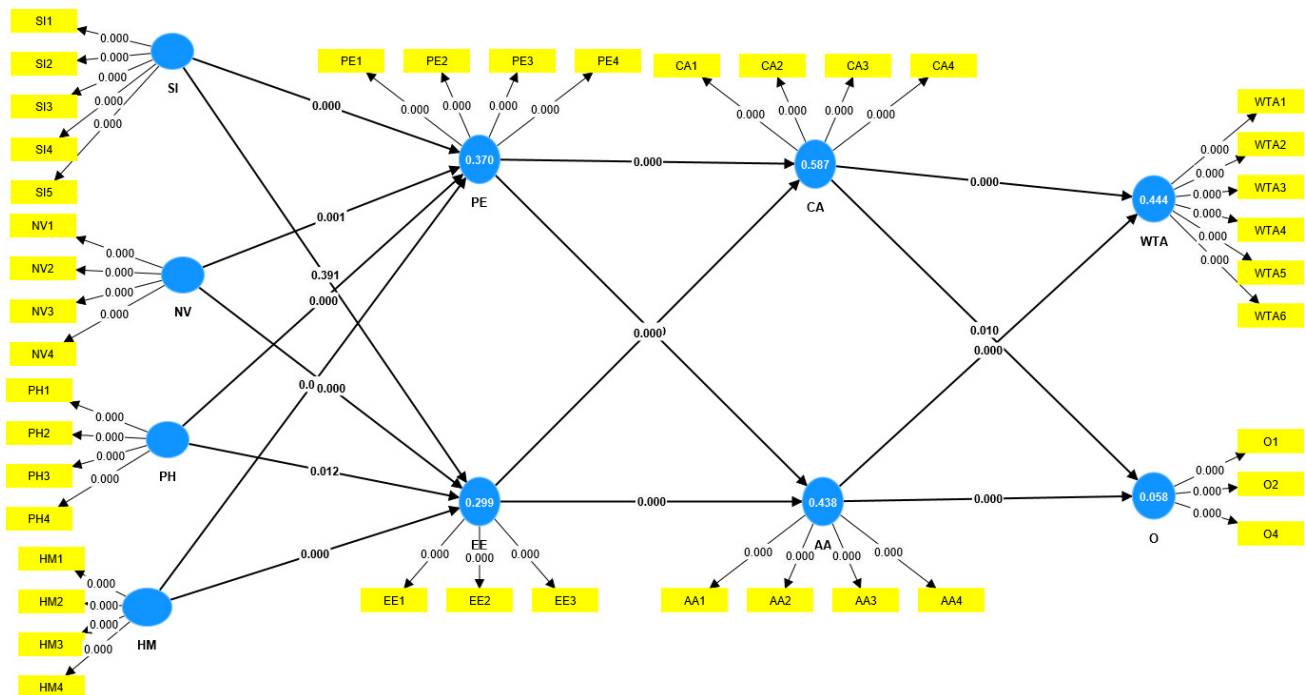 SI1
SI2
SI3
SI4
SI5
0.000
0.000
0.000
0.000
0.000
SI
NV1
NV2
NV3
NV4
0.000
0.000
0.000
0.000
NV
PH1
PH2
PH3
PH4
0.000
0.000
0.000
0.000
PH
HM1
HM2
HM3
HM4
0.000
0.000
0.000
0.000
HM
0.000
0.001
0.391
0.000
0.000
0.012
0.000
PE1
PE2
PE3
PE4
0.000
0.000
0.000
0.000
0.370
PE
0.299
EE
0.000
0.000
0.000
EE1
EE2
EE3
0.000
0.000
0.000
CA1
CA2
CA3
CA4
0.000
0.000
0.000
0.000
0.587
CA
0.438
AA
0.000
0.000
0.000
0.000
AA1
AA2
AA3
AA4
0.000
0.010
0.000
0.000
0.444
WTA
WTA1
WTA2
WTA3
WTA4
WTA5
WTA6
0.000
0.000
0.000
0.000
0.000
0.000
0.058
O
O1
O2
O4
0.000
0.000
0.000